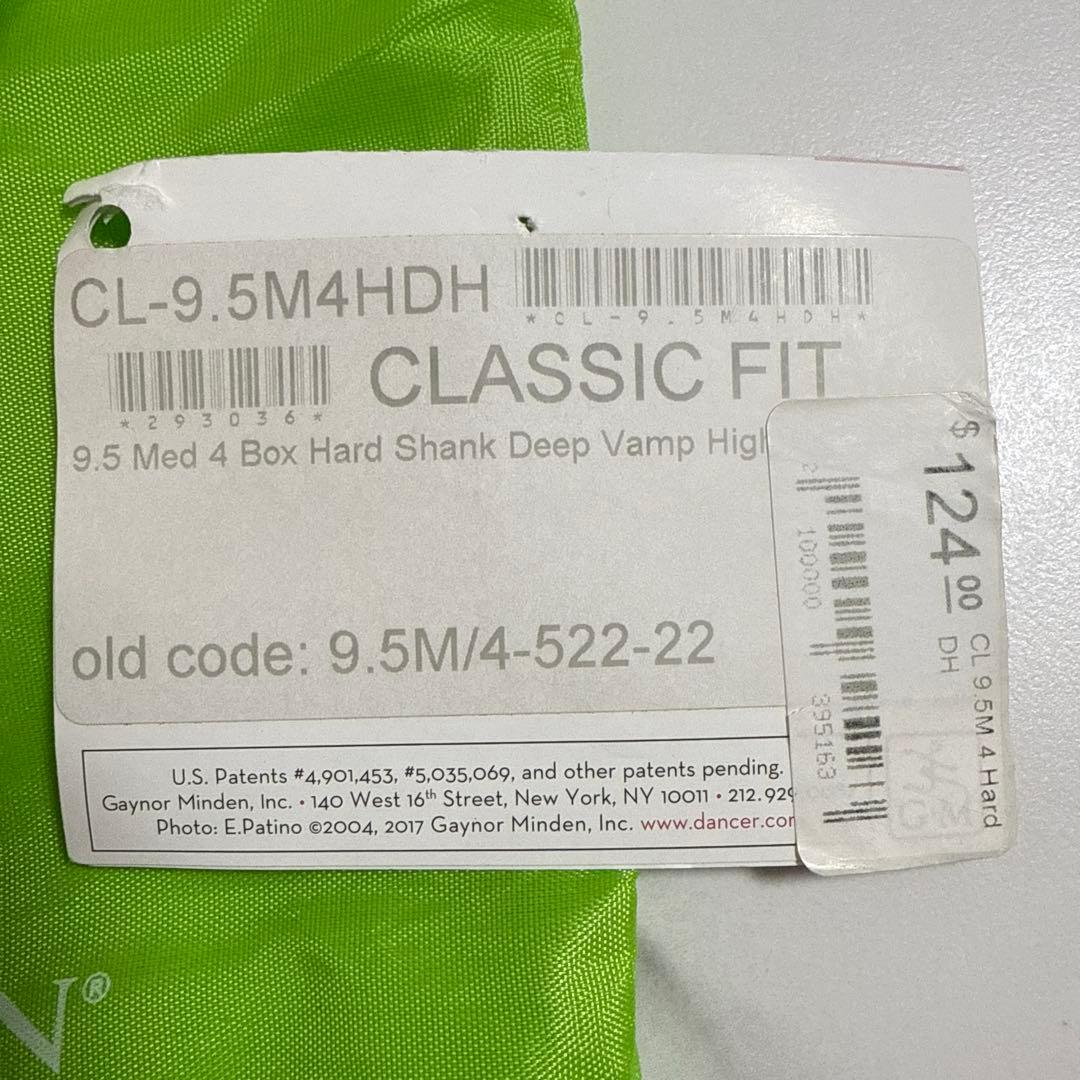 CL-9.5M4HDH
*CL-9.5M4HDH*
*293036*
CLASSIC FIT
9.5 Med 4 Box Hard Shank Deep Vamp
old code: 9.5M/4-522-22
U.S. Patents #4,901,453, #5,035,069, and other patents pending.
Gaynor Minden, Inc. • 140 West 16th Street, New York, NY 10011 • 212.929
Photo: E.Patino ©2004, 2017 Gaynor Minden, Inc. www.dancer.com
$124.00
CL 9.5M 4 Hard
DH
2 100000 395163
®